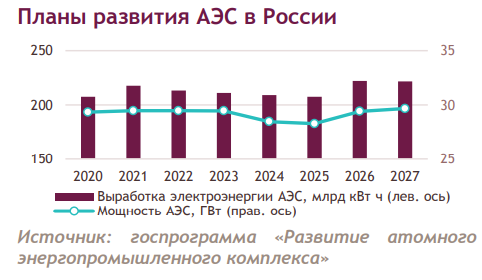 Планы развития АЭС в России
250 35
200 30
150 25
2020 2021 2022 2023 2024 2025 2026 2027
Выработка электроэнергии АЭС, млрд кВт ч (лев. ось)
Мощность АЭС, ГВт (прав. ось)
Источник: госпрограмма «Развитие атомного
энергопромышленного комплекса»